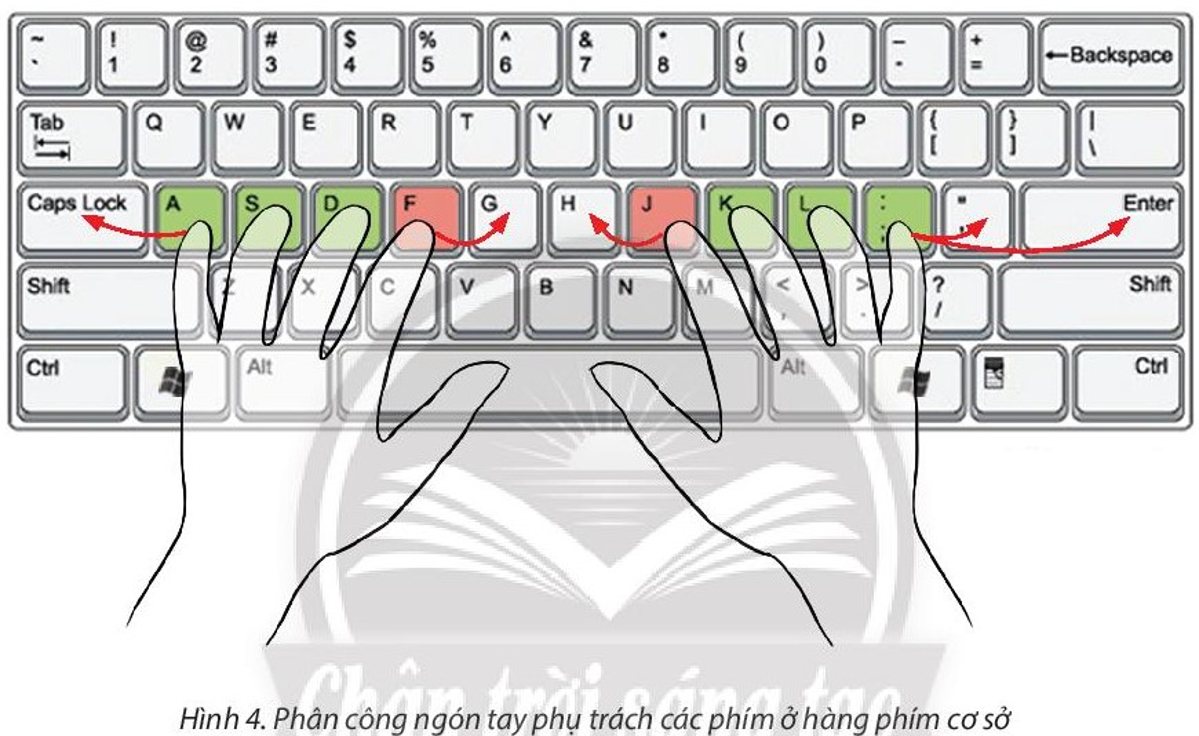 ~ ! @ # $ % ^ & * ( ) – +
` 1 2 3 4 5 6 7 8 9 0 - = ←Backspace
Tab Q W E R T Y U I O P { } |
[ ] \
Caps Lock A S D F G H J K L : " Enter
; '
Shift Z X C V B N M < > ? Shift
, . /
Ctrl Alt Alt Ctrl
Chân trời sáng tạo
Hình 4. Phân công ngón tay phụ trách các phím ở hàng phím cơ sở